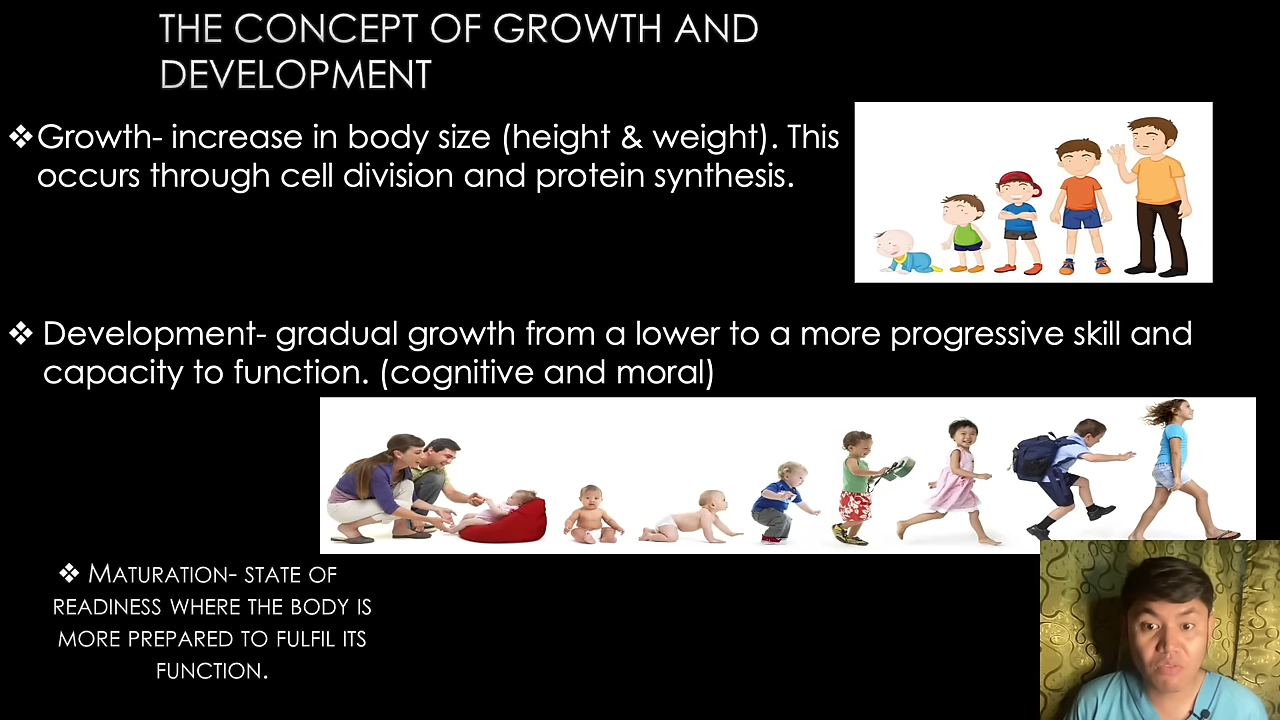 THE CONCEPT OF GROWTH AND
DEVELOPMENT
❖Growth- increase in body size (height & weight). This
occurs through cell division and protein synthesis.
❖ Development- gradual growth from a lower to a more progressive skill and
capacity to function. (cognitive and moral)
❖ MATURATION- STATE OF
READINESS WHERE THE BODY IS
MORE PREPARED TO FULFIL ITS
FUNCTION.